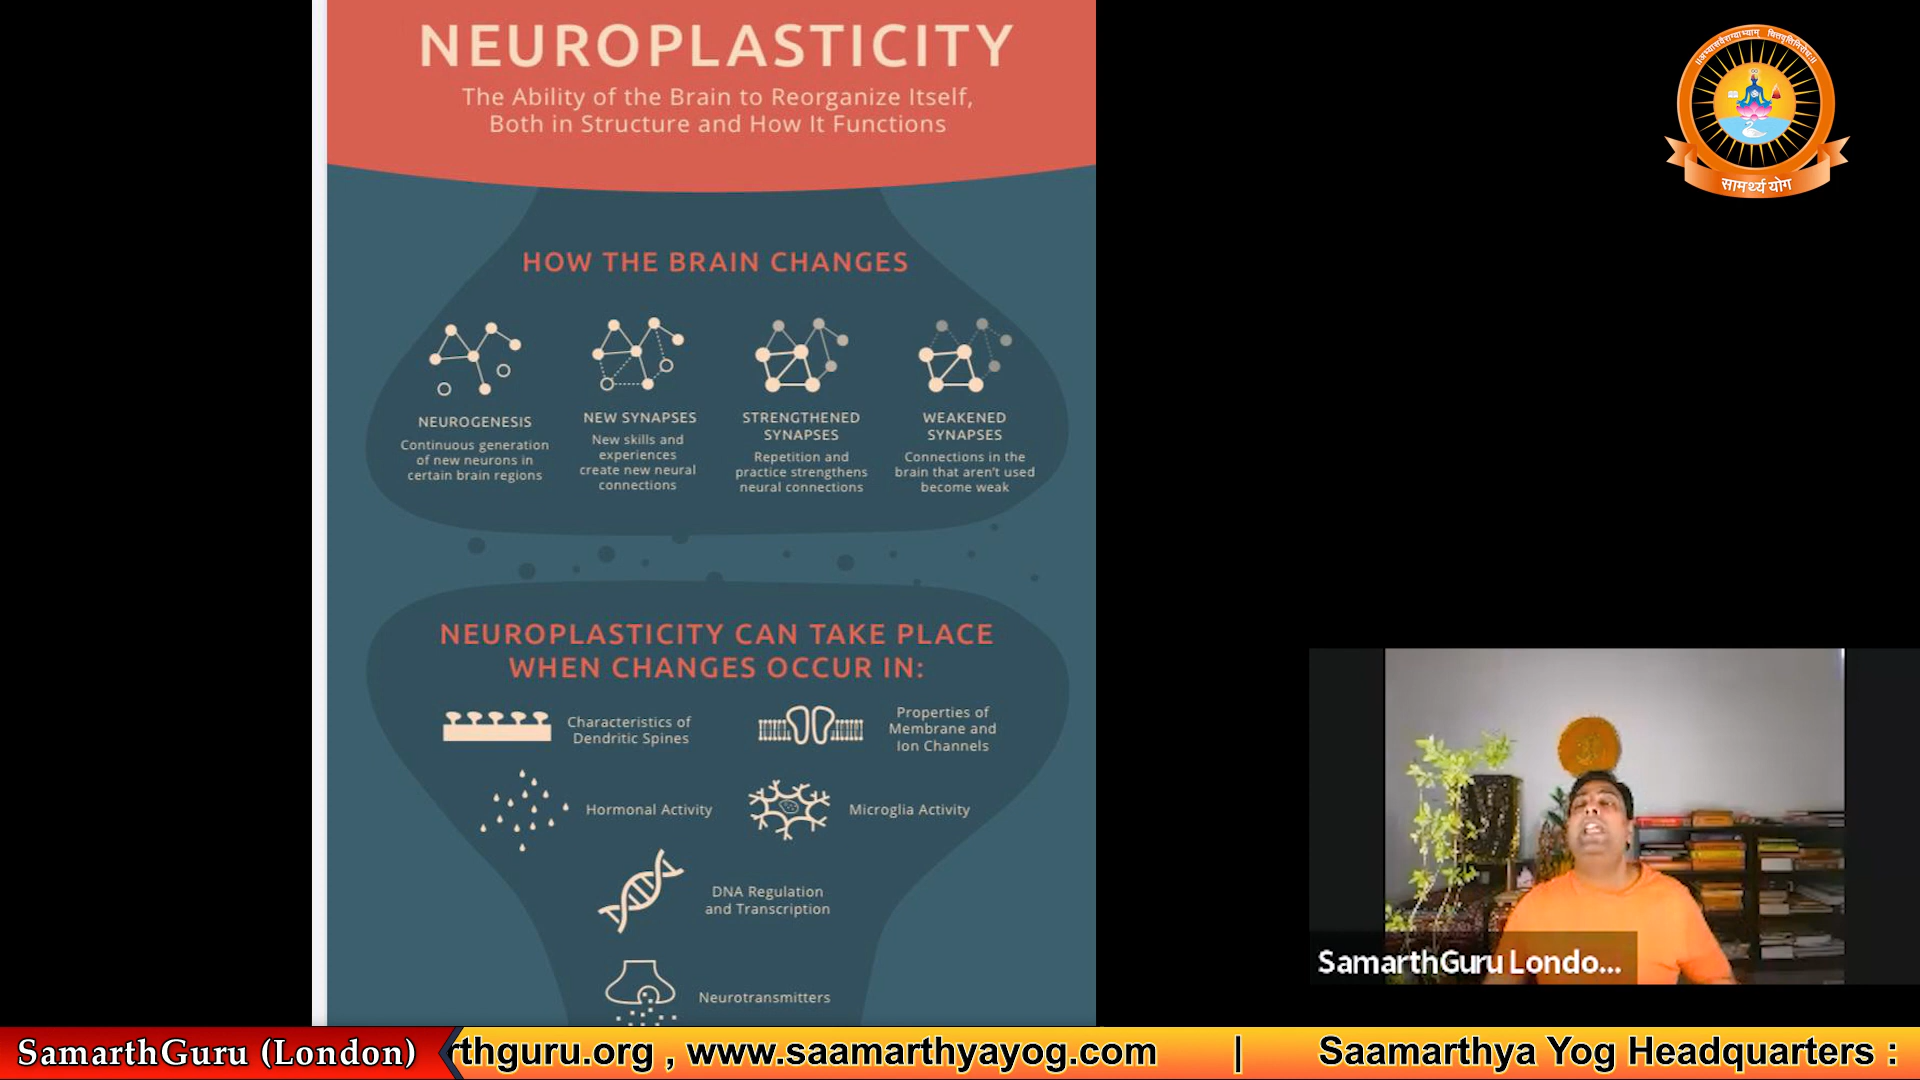 NEUROPLASTICITY
The Ability of the Brain to Reorganize Itself,
Both in Structure and How It Functions
HOW THE BRAIN CHANGES
NEUROGENESIS
Continuous generation
of new neurons in
certain brain regions
NEW SYNAPSES
New skills and
experiences
create new neural
connections
STRENGTHENED
SYNAPSES
Repetition and
practice strengthens
neural connections
WEAKENED
SYNAPSES
Connections in the
brain that aren't used
become weak
NEUROPLASTICITY CAN TAKE PLACE
WHEN CHANGES OCCUR IN:
Characteristics of
Dendritic Spines
Properties of
Membrane and
Ion Channels
Hormonal Activity
Microglia Activity
DNA Regulation
and Transcription
Neurotransmitters
सामर्थ्य योग
SamarthGuru Londo...
SamarthGuru (London)
rthguru.org , www.saamarthyayog.com | Saamarthya Yog Headquarters :